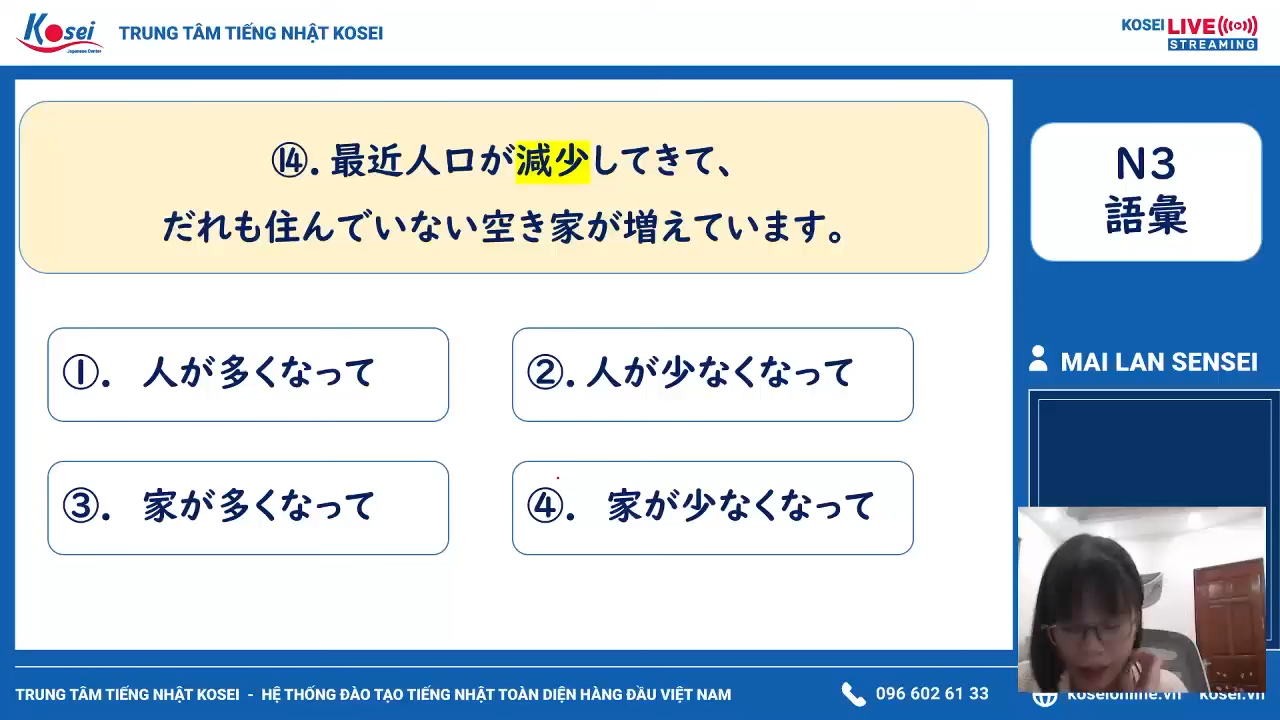 Kosei
Japanese Center
TRUNG TÂM TIẾNG NHẬT KOSEI
KOSEI LIVE
STREAMING
⑭. 最近人口が減少してきて、
だれも住んでいない空き家が増えています。
N3
語彙
①. 人が多くなって
②. 人が少なくなって
③. 家が多くなって
④. 家が少なくなって
MAI LAN SENSEI
TRUNG TÂM TIẾNG NHẬT KOSEI - HỆ THỐNG ĐÀO TẠO TIẾNG NHẬT TOÀN DIỆN HÀNG ĐẦU VIỆT NAM
096 602 61 33
koseionline.vn kosei.vn